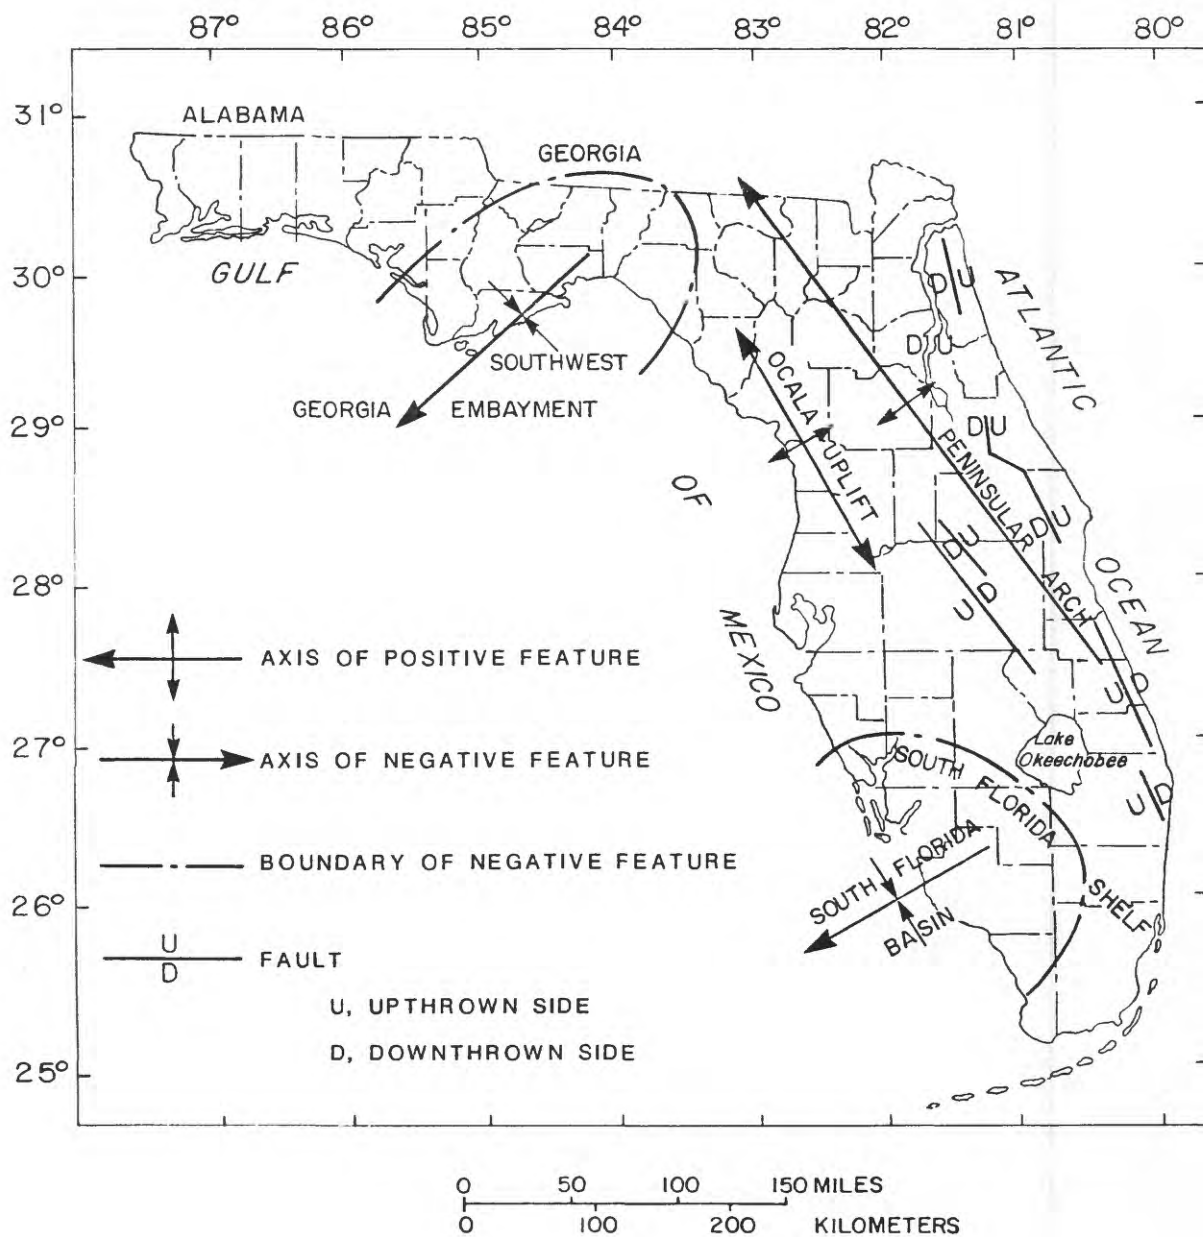 87° 86° 85° 84° 83° 82° 81° 80°
31°
30°
29°
28°
27°
26°
25°
ALABAMA
GEORGIA
GULF
OF
MEXICO
ATLANTIC
OCEAN
SOUTHWEST
GEORGIA EMBAYMENT
OCALA UPLIFT
PENINSULAR ARCH
D U
D U
D U
D U
U D
D U
U D
U D
Lake
Okeechobee
SOUTH FLORIDA SHELF
SOUTH FLORIDA
BASIN
AXIS OF POSITIVE FEATURE
AXIS OF NEGATIVE FEATURE
BOUNDARY OF NEGATIVE FEATURE
U
D
FAULT
U, UPTHROWN SIDE
D, DOWNTHROWN SIDE
0 50 100 150 MILES
0 100 200 KILOMETERS